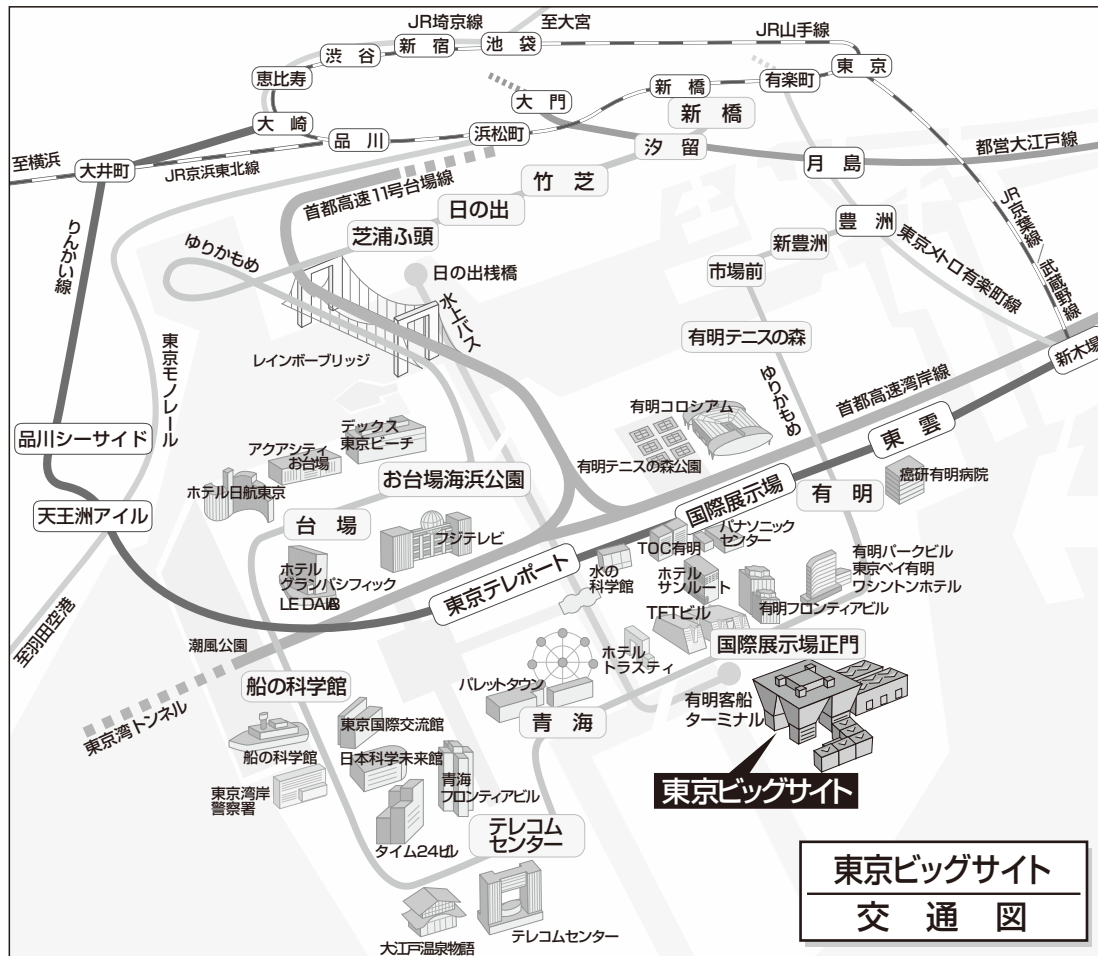 JR埼京線
至大宮
JR山手線
渋谷
新宿
池袋
恵比寿
大門
新橋
有楽町
東京
大崎
品川
浜松町
新橋
汐留
都営大江戸線
至横浜
大井町
JR京浜東北線
首都高速11号台場線
竹芝
月島
日の出
りんかい線
ゆりかもめ
芝浦ふ頭
新豊洲
豊洲
JR京葉線/武蔵野線
日の出桟橋
市場前
東京メトロ有楽町線
水上バス
東京モノレール
レインボーブリッジ
有明テニスの森
ゆりかもめ
新木場
首都高速湾岸線
品川シーサイド
デックス
東京ビーチ
アクアシティ
お台場
有明コロシアム
有明テニスの森公園
東雲
ホテル日航東京
お台場海浜公園
国際展示場
有明
癌研有明病院
天王洲アイル
台場
フジテレビ
TOC有明
パナソニック
センター
ホテル
グランパシフィック
LE DAIBA
東京テレポート
水の
科学館
ホテル
サンルート
有明パークビル
東京ベイ有明
ワシントンホテル
有明フロンティアビル
TFTビル
至羽田空港
潮風公園
国際展示場正門
ホテル
トラスティ
船の科学館
パレットタウン
有明客船
ターミナル
東京湾トンネル
東京国際交流館
青海
船の科学館
日本科学未来館
東京湾岸
警察署
青海
フロンティアビル
東京ビッグサイト
タイム24ビル
テレコム
センター
大江戸温泉物語
テレコムセンター
東京ビッグサイト
交通図